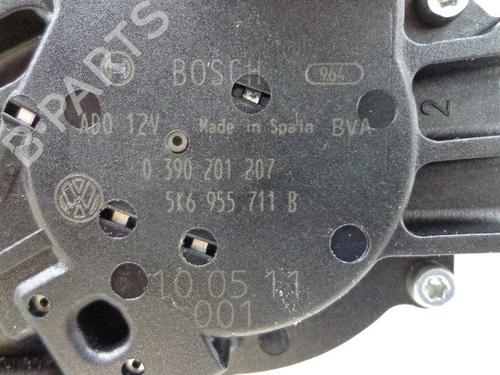 B-PARTS
BOSCH
964
ADO 12V Made in Spain BVA
2
0 390 201 207
5K6 955 711 B
10 05 11
001